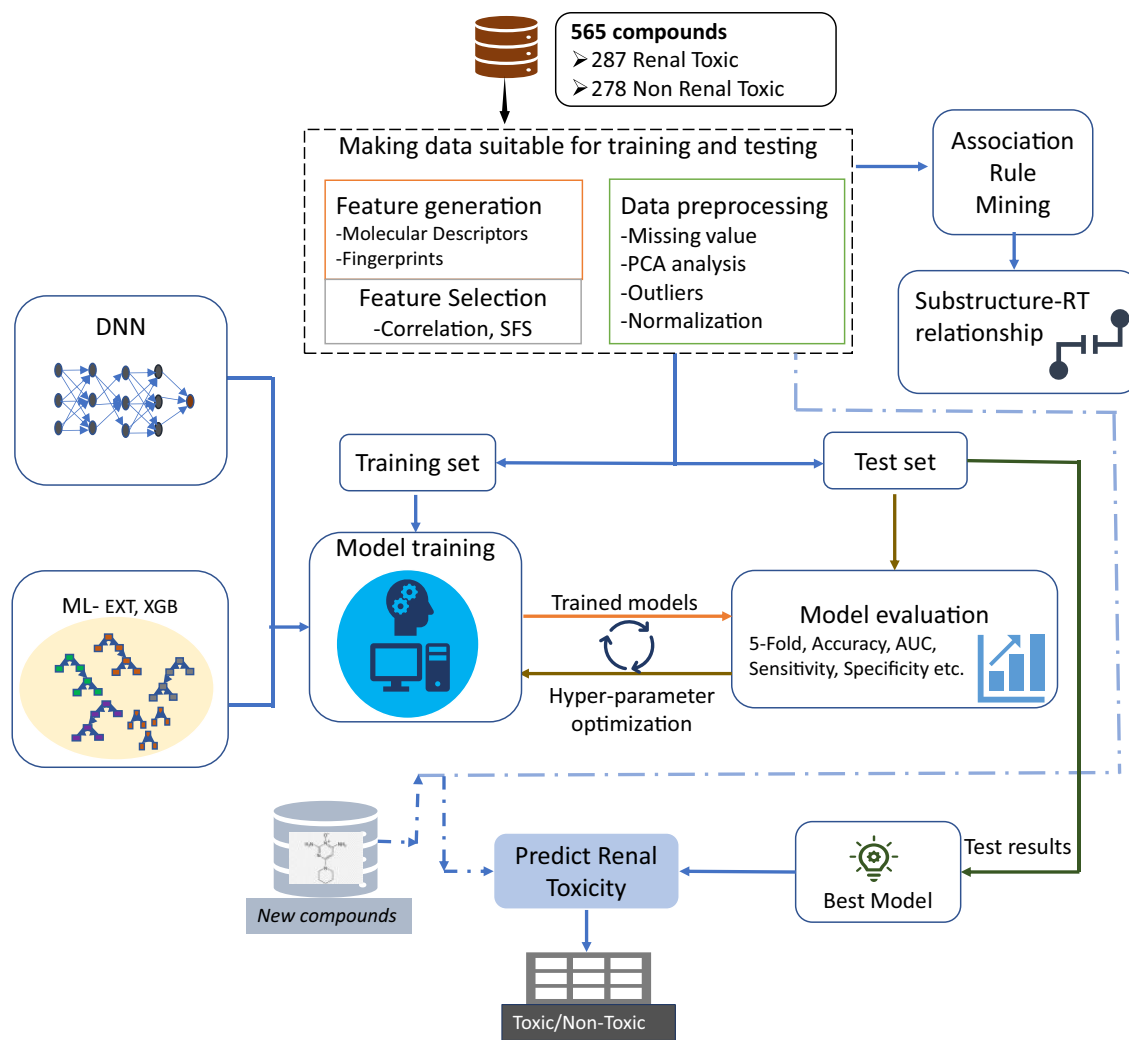 565 compounds
➢287 Renal Toxic
➢278 Non Renal Toxic
Making data suitable for training and testing
Feature generation
-Molecular Descriptors
-Fingerprints
Feature Selection
-Correlation, SFS
Data preprocessing
-Missing value
-PCA analysis
-Outliers
-Normalization
Association
Rule
Mining
Substructure-RT
relationship
DNN
Training set
Test set
ML- EXT, XGB
Model training
Trained models
Hyper-parameter
optimization
Model evaluation
5-Fold, Accuracy, AUC,
Sensitivity, Specificity etc.
New compounds
Predict Renal
Toxicity
Test results
Best Model
Toxic/Non-Toxic